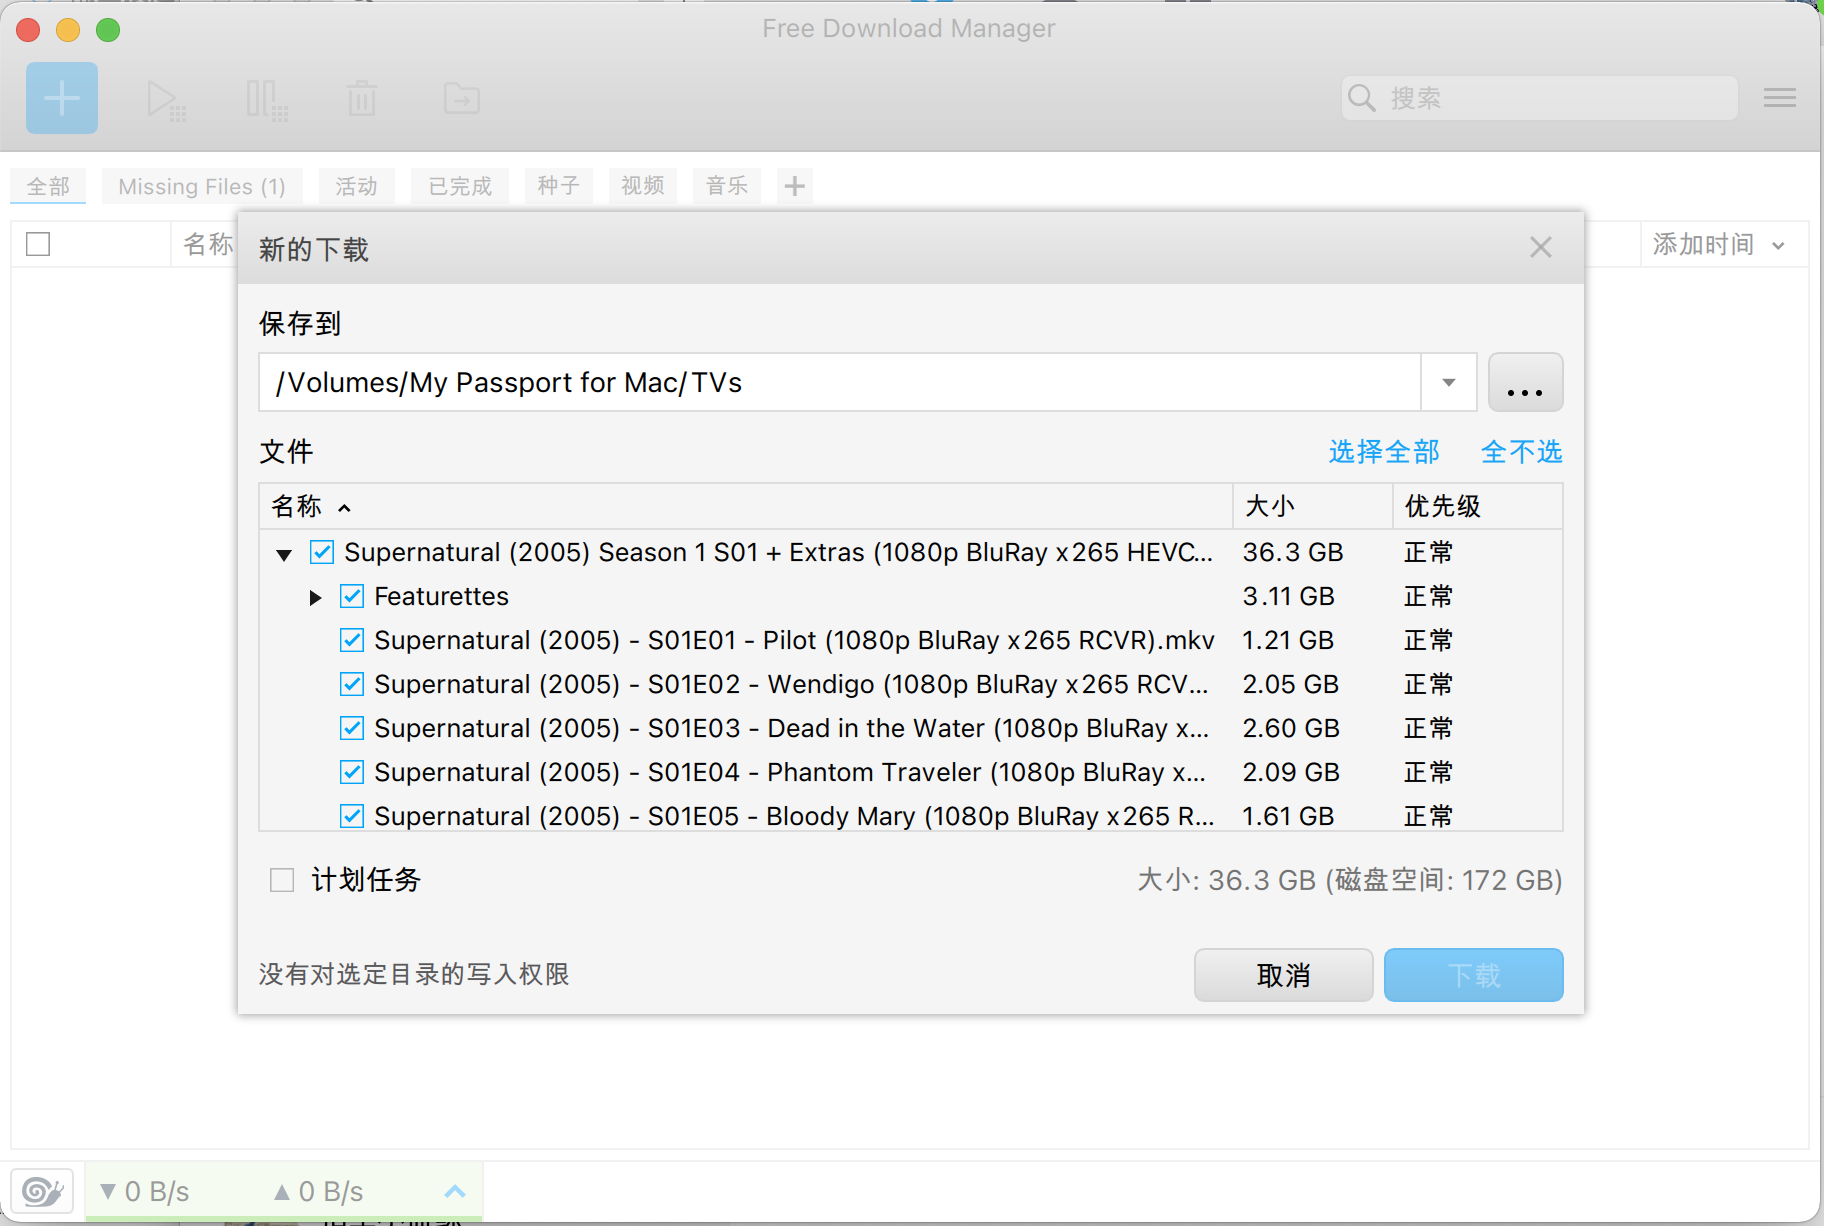 Free Download Manager
搜索
全部 Missing Files (1) 活动 已完成 种子 视频 音乐
名称 添加时间
新的下载
保存到
/Volumes/My Passport for Mac/TVs
...
文件 选择全部 全不选
名称 大小 优先级
Supernatural (2005) Season 1 S01 + Extras (1080p BluRay x265 HEVC... 36.3 GB 正常
Featurettes 3.11 GB 正常
Supernatural (2005) - S01E01 - Pilot (1080p BluRay x265 RCVR).mkv 1.21 GB 正常
Supernatural (2005) - S01E02 - Wendigo (1080p BluRay x265 RCV... 2.05 GB 正常
Supernatural (2005) - S01E03 - Dead in the Water (1080p BluRay x... 2.60 GB 正常
Supernatural (2005) - S01E04 - Phantom Traveler (1080p BluRay x... 2.09 GB 正常
Supernatural (2005) - S01E05 - Bloody Mary (1080p BluRay x265 R... 1.61 GB 正常
计划任务 大小: 36.3 GB (磁盘空间: 172 GB)
没有对选定目录的写入权限 取消 下载
0 B/s 0 B/s